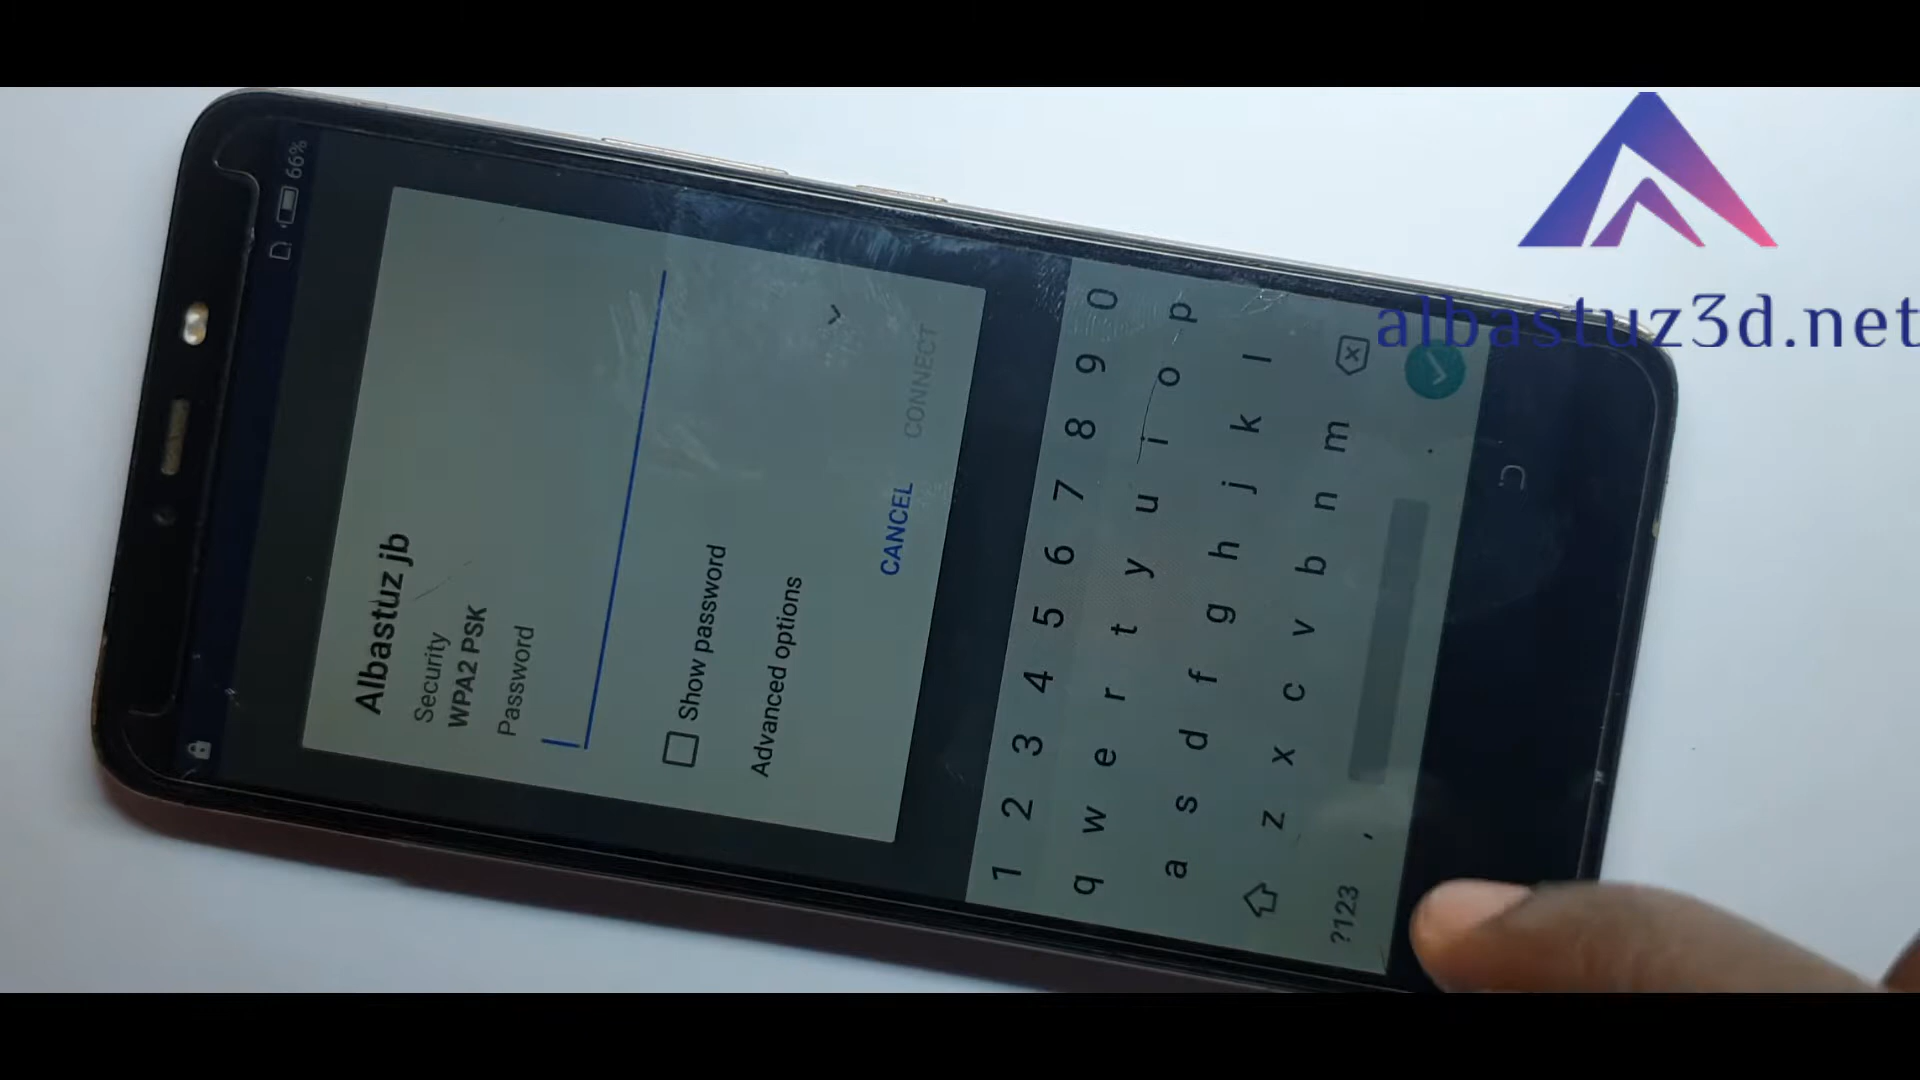 66%
Albastuz jb
Security
WPA2 PSK
Password
Show password
Advanced options
CANCEL CONNECT
1 2 3 4 5 6 7 8 9 0
q w e r t y u i o p
a s d f g h j k l
z x c v b n m
?123 , .
albastuz3d.net